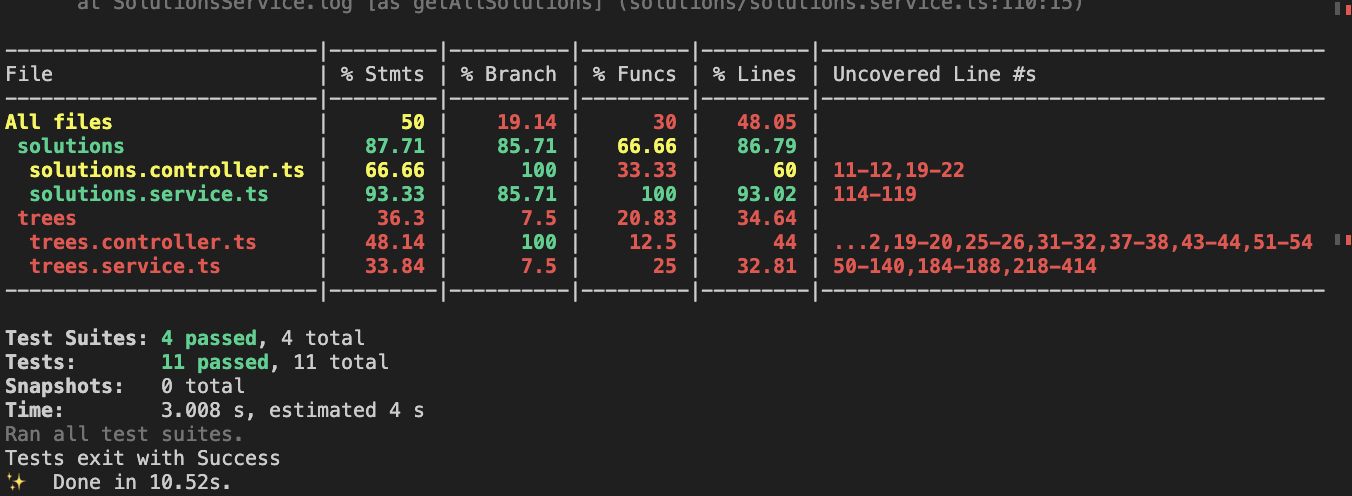 at SolutionsService.log [as getAllSolutions] (solutions/solutions.service.ts:110:15)
-----------------------|---------|----------|---------|---------|-------------------------------------------
File | % Stmts | % Branch | % Funcs | % Lines | Uncovered Line #s
-----------------------|---------|----------|---------|---------|-------------------------------------------
All files | 50 | 19.14 | 30 | 48.05 |
solutions | 87.71 | 85.71 | 66.66 | 86.79 |
solutions.controller.ts | 66.66 | 100 | 33.33 | 60 | 11-12,19-22
solutions.service.ts | 93.33 | 85.71 | 100 | 93.02 | 114-119
trees | 36.3 | 7.5 | 20.83 | 34.64 |
trees.controller.ts | 48.14 | 100 | 12.5 | 44 | ...2,19-20,25-26,31-32,37-38,43-44,51-54
trees.service.ts | 33.84 | 7.5 | 25 | 32.81 | 50-140,184-188,218-414
-----------------------|---------|----------|---------|---------|-------------------------------------------
Test Suites: 4 passed, 4 total
Tests: 11 passed, 11 total
Snapshots: 0 total
Time: 3.008 s, estimated 4 s
Ran all test suites.
Tests exit with Success
✨ Done in 10.52s.